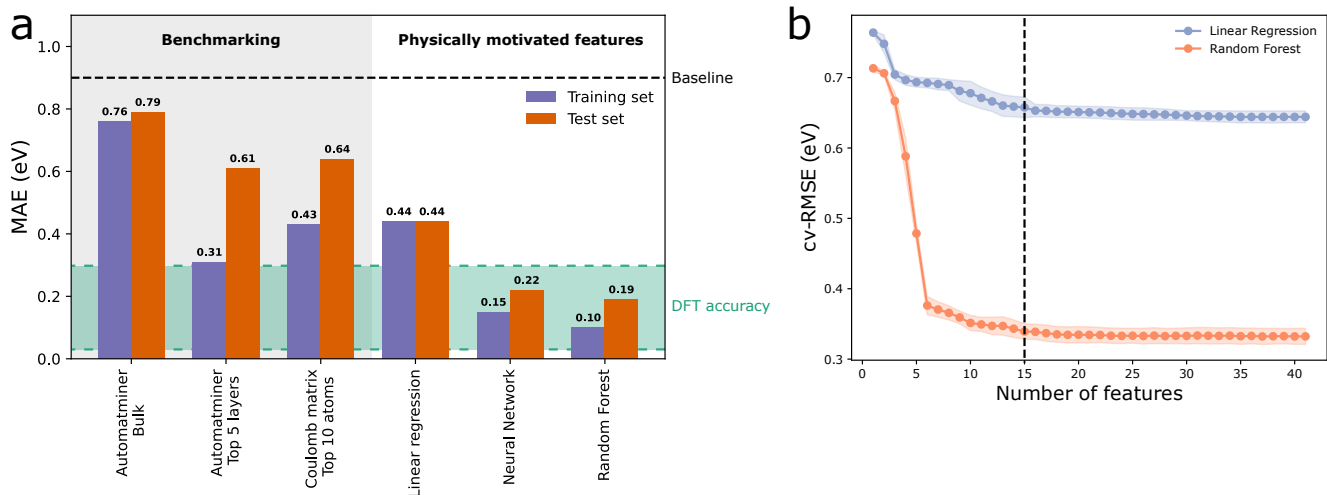 a
Benchmarking
Physically motivated features
Baseline
Training set
Test set
DFT accuracy
MAE (eV)
1.0
0.8
0.6
0.4
0.2
0.0
0.76
0.79
0.31
0.61
0.43
0.64
0.44
0.44
0.15
0.22
0.10
0.19
Automatminer
Bulk
Automatminer
Top 5 layers
Coulomb matrix
Top 10 atoms
Linear regression
Neural Network
Random Forest
b
Linear Regression
Random Forest
cv-RMSE (eV)
0.7
0.6
0.5
0.4
0.3
0
5
10
15
20
25
30
35
40
Number of features